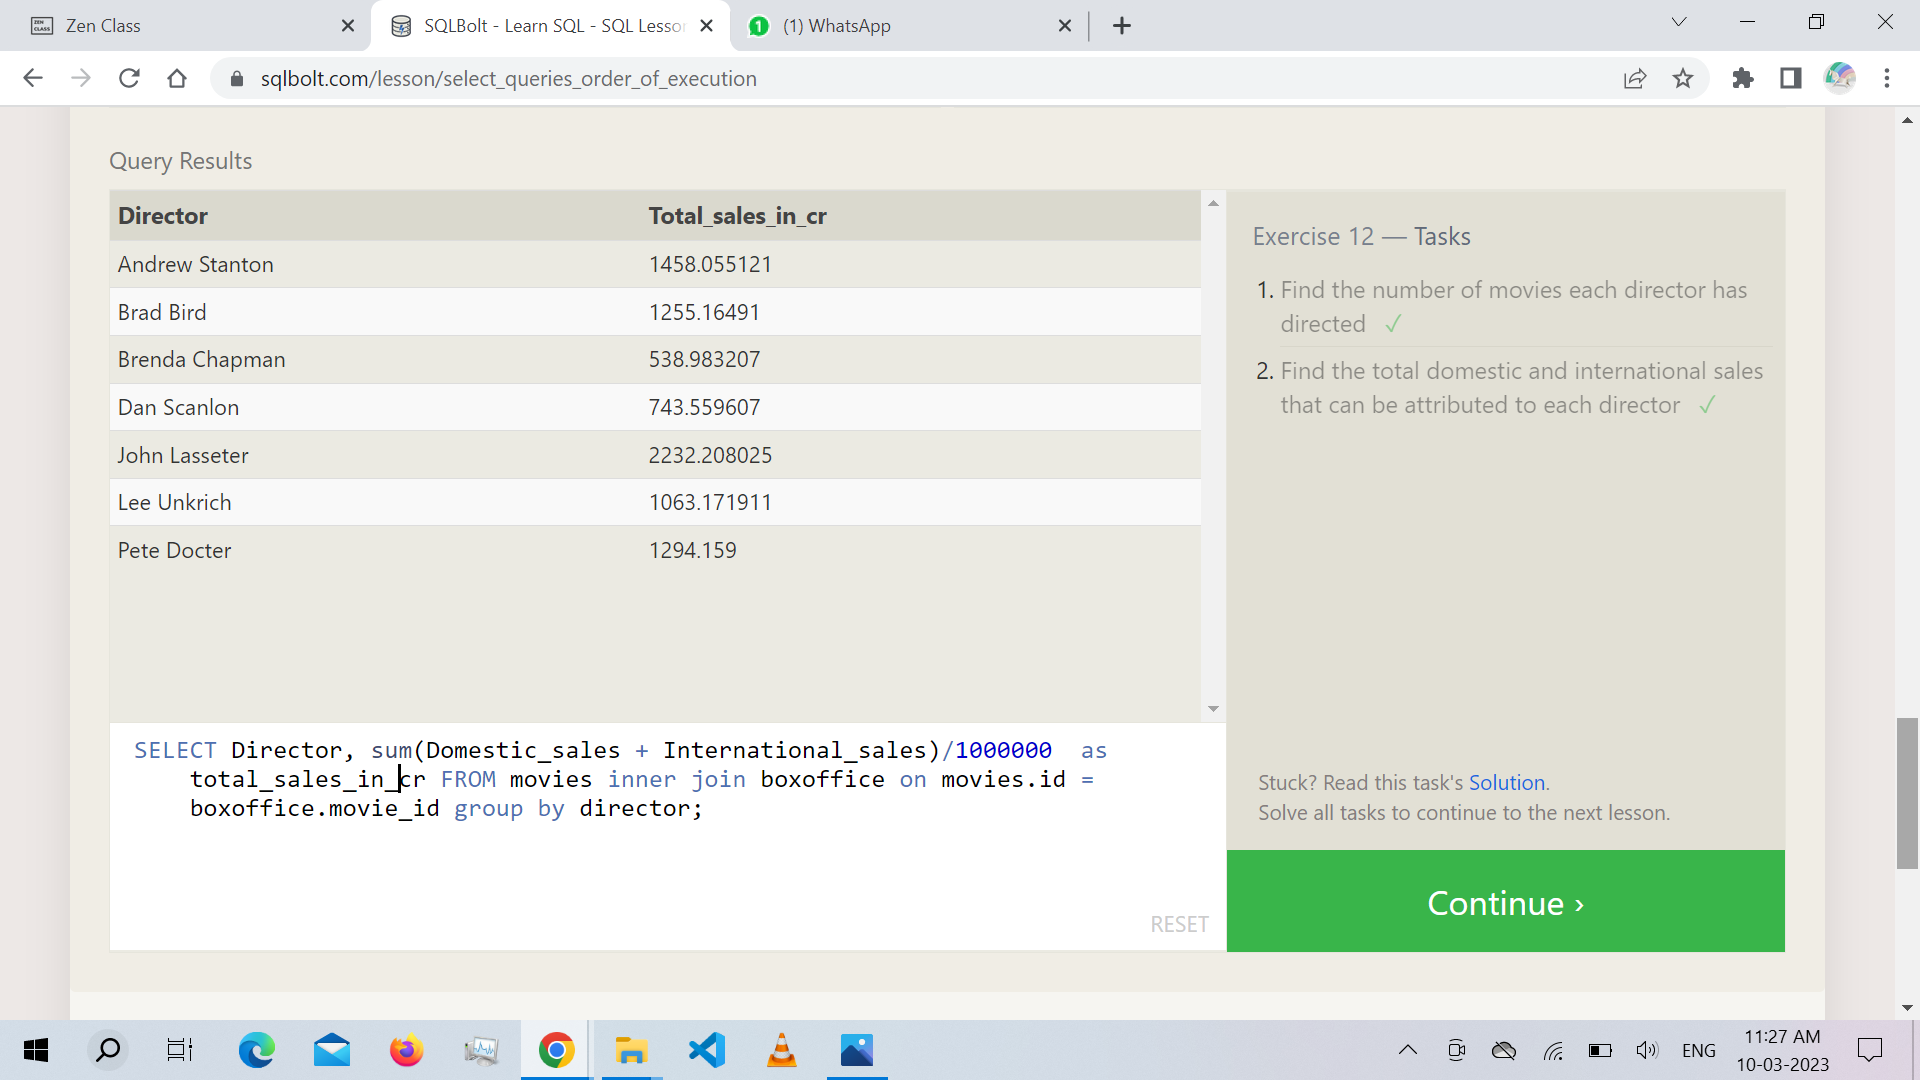 ZEN CLASS Zen Class
SQLBolt - Learn SQL - SQL Lesso
1 (1) WhatsApp
sqlbolt.com/lesson/select_queries_order_of_execution
Query Results
Director Total_sales_in_cr
Andrew Stanton 1458.055121
Brad Bird 1255.16491
Brenda Chapman 538.983207
Dan Scanlon 743.559607
John Lasseter 2232.208025
Lee Unkrich 1063.171911
Pete Docter 1294.159
SELECT Director, sum(Domestic_sales + International_sales)/1000000 as
total_sales_in_cr FROM movies inner join boxoffice on movies.id =
boxoffice.movie_id group by director;
RESET
Exercise 12 — Tasks
1. Find the number of movies each director has
directed ✓
2. Find the total domestic and international sales
that can be attributed to each director ✓
Stuck? Read this task's Solution.
Solve all tasks to continue to the next lesson.
Continue ›
ENG
11:27 AM
10-03-2023